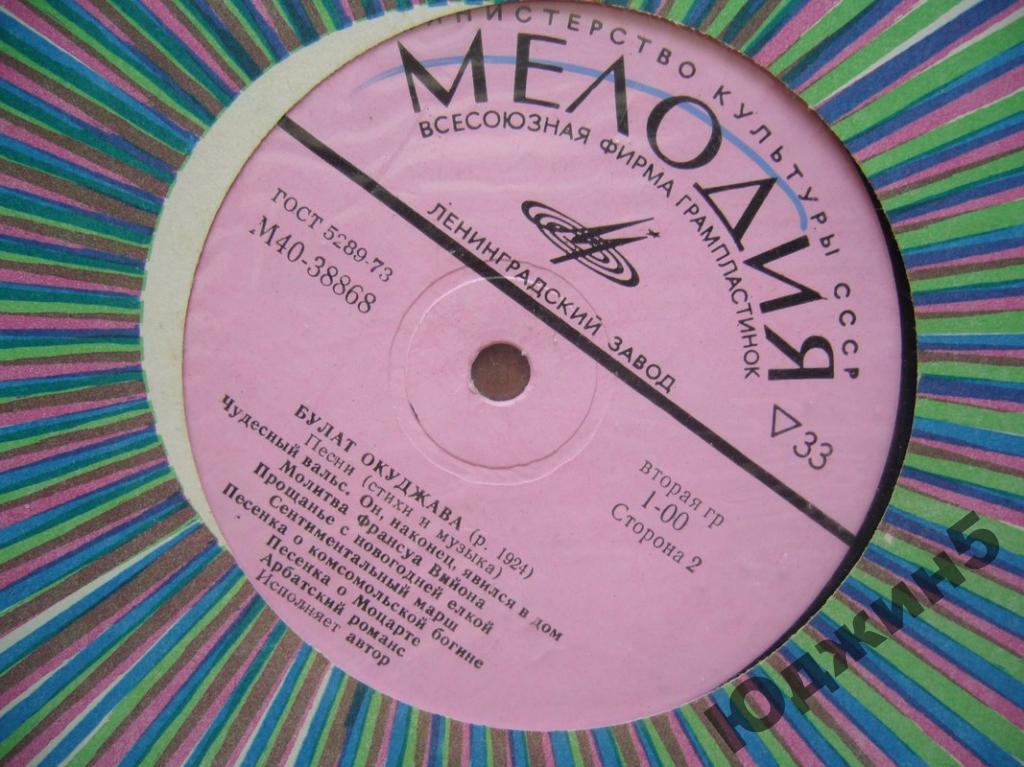 МИНИСТЕРСТВО КУЛЬТУРЫ СССР
МЕЛОДИЯ
ВСЕСОЮЗНАЯ ФИРМА ГРАМПЛАСТИНОК
ЛЕНИНГРАДСКИЙ ЗАВОД
ГОСТ 5289-73
М40-38868
▷33
вторая гр
1-00
Сторона 2
БУЛАТ ОКУДЖАВА (р. 1924)
Песни (стихи и музыка)
Чудесный вальс. Он, наконец, явился в дом
Молитва Франсуа Вийона
Прощанье с новогодней елкой
Сентиментальный марш
Песенка о комсомольской богине
Песенка о Моцарте
Арбатский романс
Исполняет автор
Юджин5